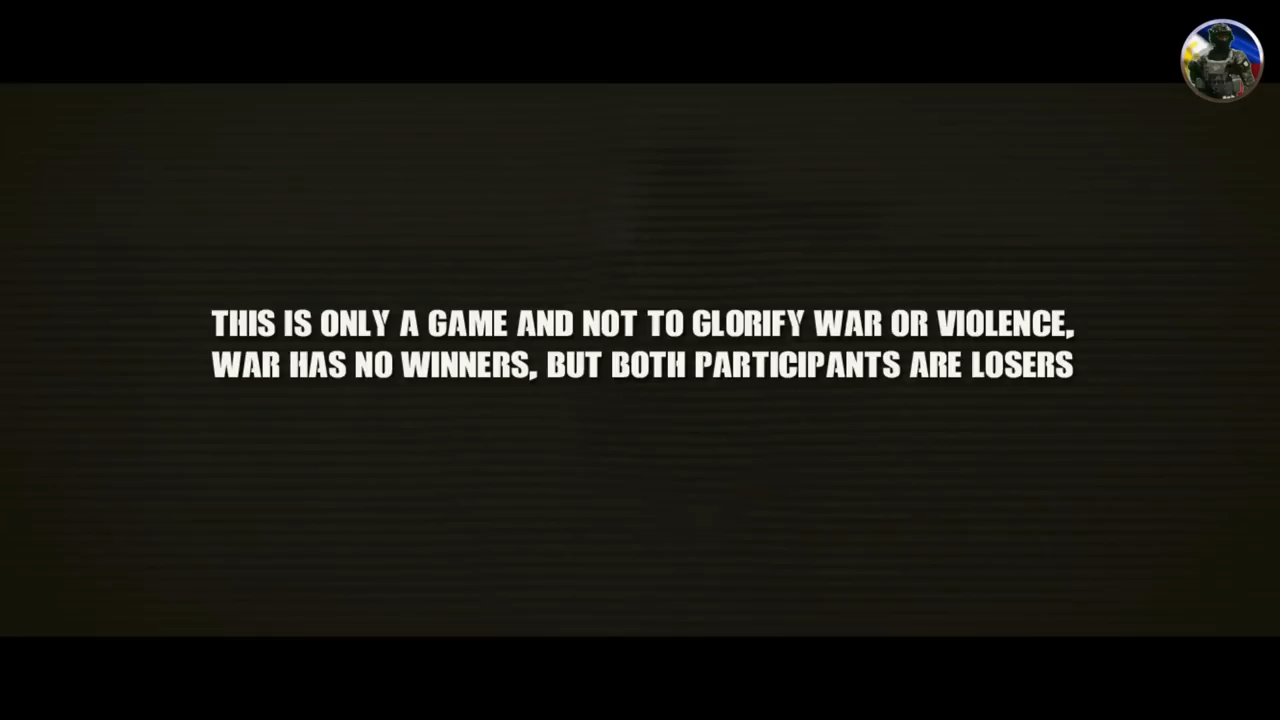 THIS IS ONLY A GAME AND NOT TO GLORIFY WAR OR VIOLENCE,
WAR HAS NO WINNERS, BUT BOTH PARTICIPANTS ARE LOSERS